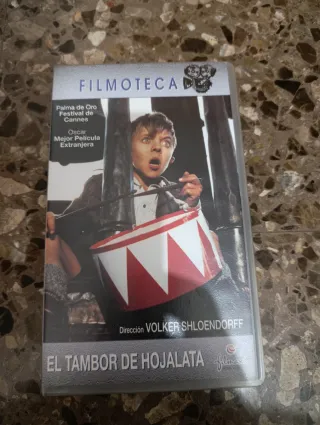 FILMOTECA
Palma de Oro
Festival de
Cannes
Oscar
Mejor Película
Extranjera
Dirección VOLKER SHLOENDORFF
EL TAMBOR DE HOJALATA